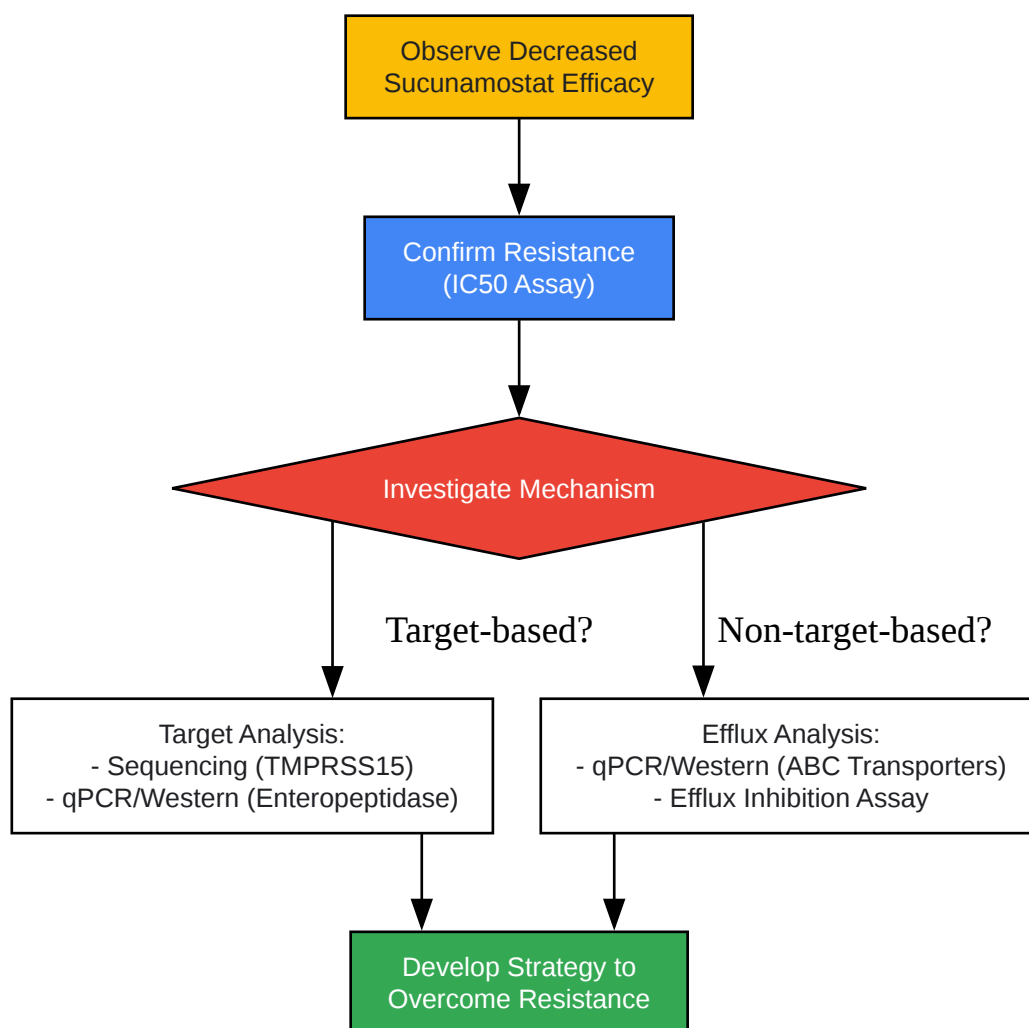 Observe Decreased
Sucunamostat Efficacy
Confirm Resistance
(IC50 Assay)
Investigate Mechanism
Target-based?
Non-target-based?
Target Analysis:
- Sequencing (TMPRSS15)
- qPCR/Western (Enteropeptidase)
Efflux Analysis:
- qPCR/Western (ABC Transporters)
- Efflux Inhibition Assay
Develop Strategy to
Overcome Resistance